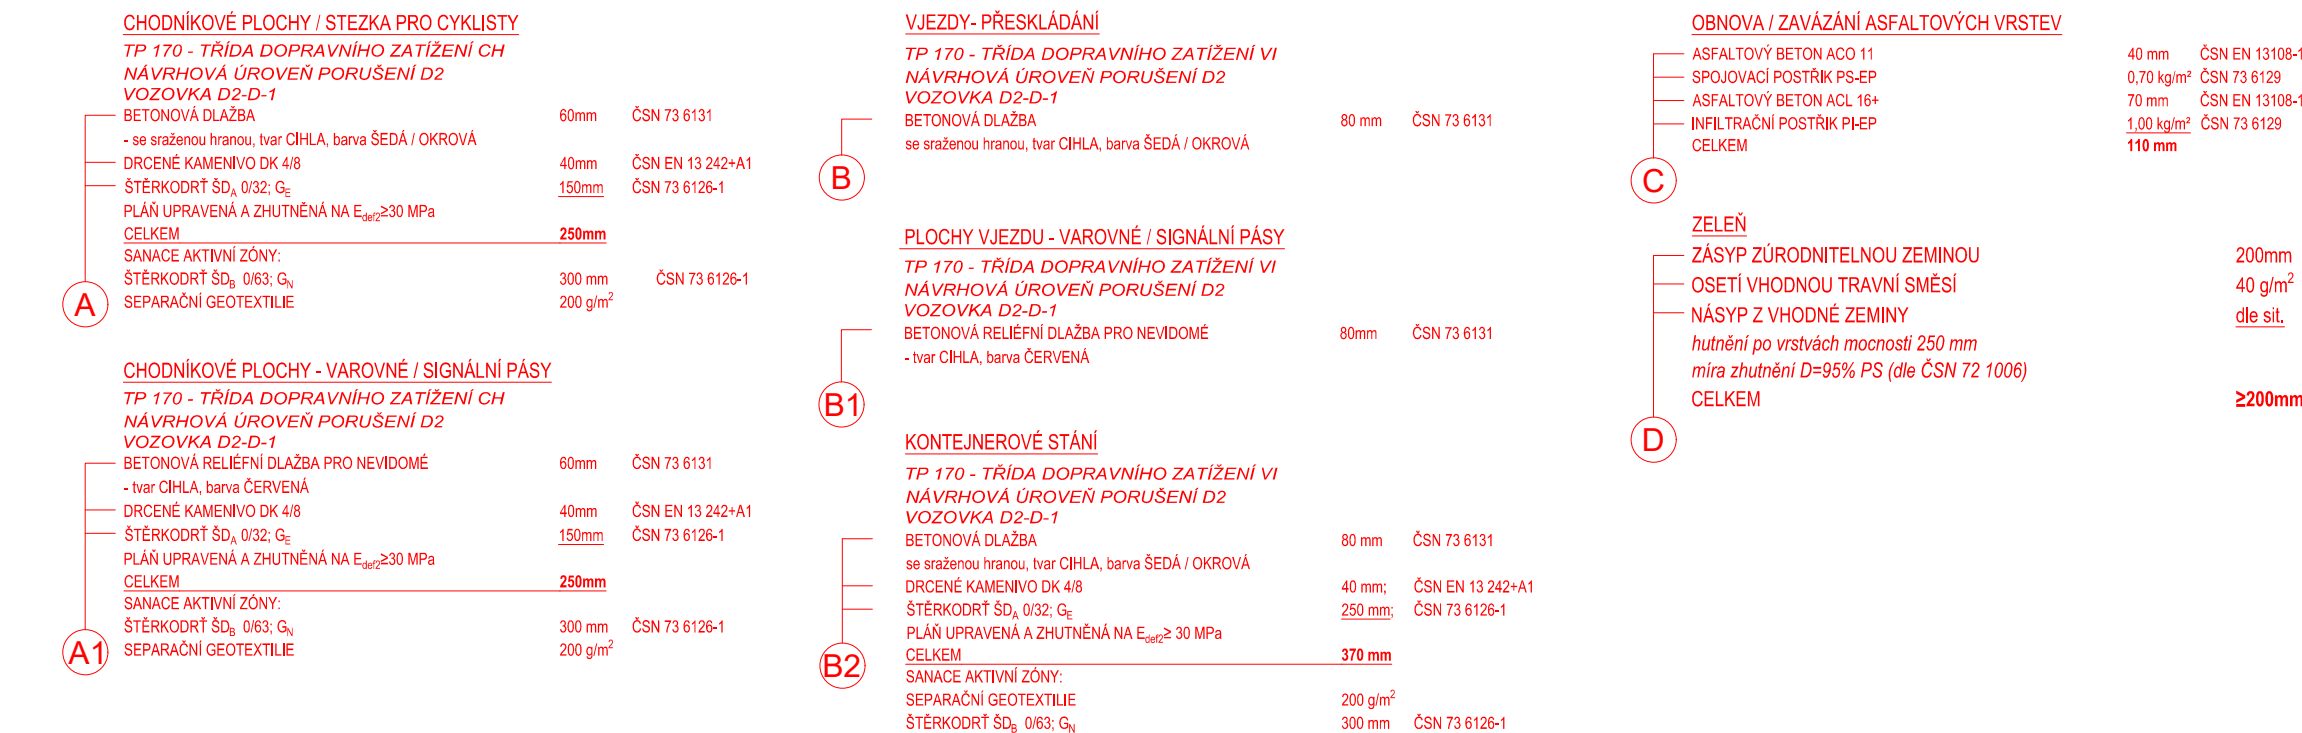 CHODNÍKOVÉ PLOCHY / STEZKA PRO CYKLISTY
TP 170 - TŘÍDA DOPRAVNÍHO ZATÍŽENÍ CH
NÁVRHOVÁ ÚROVEŇ PORUŠENÍ D2
VOZOVKA D2-D-1
BETONOVÁ DLAŽBA 60mm ČSN 73 6131
- se sraženou hranou, tvar CIHLA, barva ŠEDÁ / OKROVÁ
DRCENÉ KAMENIVO DK 4/8 40mm ČSN EN 13 242+A1
ŠTĚRKODRŤ ŠDA 0/32; GE 150mm ČSN 73 6126-1
PLÁŇ UPRAVENÁ A ZHUTNĚNÁ NA Edef2≥30 MPa
CELKEM 250mm
SANACE AKTIVNÍ ZÓNY:
ŠTĚRKODRŤ ŠDB 0/63; GN 300 mm ČSN 73 6126-1
SEPARAČNÍ GEOTEXTILIE 200 g/m²
A
CHODNÍKOVÉ PLOCHY - VAROVNÉ / SIGNÁLNÍ PÁSY
TP 170 - TŘÍDA DOPRAVNÍHO ZATÍŽENÍ CH
NÁVRHOVÁ ÚROVEŇ PORUŠENÍ D2
VOZOVKA D2-D-1
BETONOVÁ RELIÉFNÍ DLAŽBA PRO NEVIDOMÉ 60mm ČSN 73 6131
- tvar CIHLA, barva ČERVENÁ
DRCENÉ KAMENIVO DK 4/8 40mm ČSN EN 13 242+A1
ŠTĚRKODRŤ ŠDA 0/32; GE 150mm ČSN 73 6126-1
PLÁŇ UPRAVENÁ A ZHUTNĚNÁ NA Edef2≥30 MPa
CELKEM 250mm
SANACE AKTIVNÍ ZÓNY:
ŠTĚRKODRŤ ŠDB 0/63; GN 300 mm ČSN 73 6126-1
SEPARAČNÍ GEOTEXTILIE 200 g/m²
A1
VJEZDY- PŘESKLÁDÁNÍ
TP 170 - TŘÍDA DOPRAVNÍHO ZATÍŽENÍ VI
NÁVRHOVÁ ÚROVEŇ PORUŠENÍ D2
VOZOVKA D2-D-1
BETONOVÁ DLAŽBA 80 mm ČSN 73 6131
se sraženou hranou, tvar CIHLA, barva ŠEDÁ / OKROVÁ
B
PLOCHY VJEZDU - VAROVNÉ / SIGNÁLNÍ PÁSY
TP 170 - TŘÍDA DOPRAVNÍHO ZATÍŽENÍ VI
NÁVRHOVÁ ÚROVEŇ PORUŠENÍ D2
VOZOVKA D2-D-1
BETONOVÁ RELIÉFNÍ DLAŽBA PRO NEVIDOMÉ 80mm ČSN 73 6131
- tvar CIHLA, barva ČERVENÁ
B1
KONTEJNEROVÉ STÁNÍ
TP 170 - TŘÍDA DOPRAVNÍHO ZATÍŽENÍ VI
NÁVRHOVÁ ÚROVEŇ PORUŠENÍ D2
VOZOVKA D2-D-1
BETONOVÁ DLAŽBA 80 mm ČSN 73 6131
se sraženou hranou, tvar CIHLA, barva ŠEDÁ / OKROVÁ
DRCENÉ KAMENIVO DK 4/8 40 mm; ČSN EN 13 242+A1
ŠTĚRKODRŤ ŠDA 0/32; GE 250 mm; ČSN 73 6126-1
PLÁŇ UPRAVENÁ A ZHUTNĚNÁ NA Edef2≥ 30 MPa
CELKEM 370 mm
SANACE AKTIVNÍ ZÓNY:
SEPARAČNÍ GEOTEXTILIE 200 g/m²
ŠTĚRKODRŤ ŠDB 0/63; GN 300 mm ČSN 73 6126-1
B2
OBNOVA / ZAVÁZÁNÍ ASFALTOVÝCH VRSTEV
ASFALTOVÝ BETON ACO 11 40 mm ČSN EN 13108-1
SPOJOVACÍ POSTŘIK PS-EP 0,70 kg/m² ČSN 73 6129
ASFALTOVÝ BETON ACL 16+ 70 mm ČSN EN 13108-1
INFILTRAČNÍ POSTŘIK PI-EP 1,00 kg/m² ČSN 73 6129
CELKEM 110 mm
C
ZELEŇ
ZÁSYP ZÚRODNITELNOU ZEMINOU 200mm
OSETÍ VHODNOU TRAVNÍ SMĚSÍ 40 g/m²
NÁSYP Z VHODNÉ ZEMINY dle sit.
hutnění po vrstvách mocnosti 250 mm
míra zhutnění D=95% PS (dle ČSN 72 1006)
CELKEM ≥200mm
D